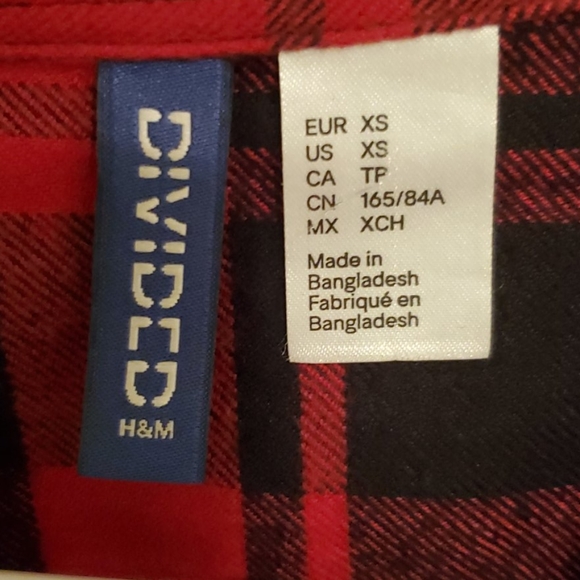 DIVIDED
H&M
EUR XS
US XS
CA TP
CN 165/84A
MX XCH
Made in
Bangladesh
Fabriqué en
Bangladesh